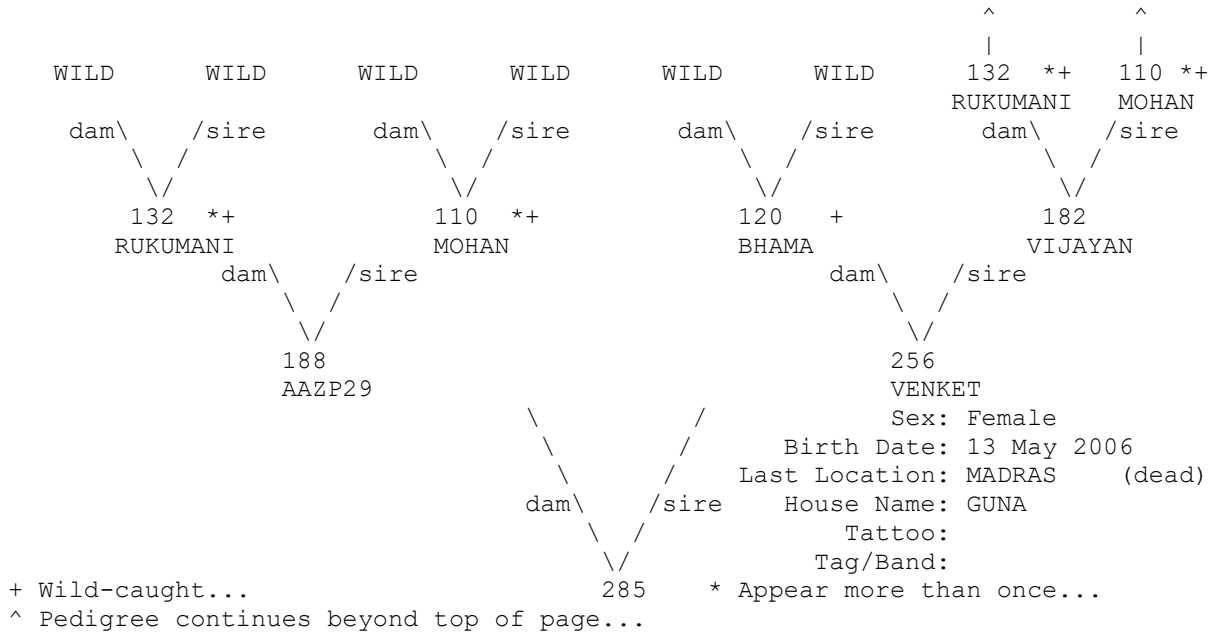 ^ ^
| |
WILD WILD WILD WILD WILD WILD 132 *+ 110 *+
RUKUMANI MOHAN
dam\ /sire dam\ /sire dam\ /sire dam\ /sire
\ / \ / \ / \ /
\/ \/ \/ \/
132 *+ 110 *+ 120 + 182
RUKUMANI MOHAN BHAMA VIJAYAN
dam\ /sire dam\ /sire
\ / \ /
\/ \/
188 256
AAZP29 VENKET
\ / Sex: Female
\ / Birth Date: 13 May 2006
\ / Last Location: MADRAS (dead)
dam\ /sire House Name: GUNA
\ / Tattoo:
\/ Tag/Band:
+ Wild-caught... 285 * Appear more than once...
^ Pedigree continues beyond top of page...